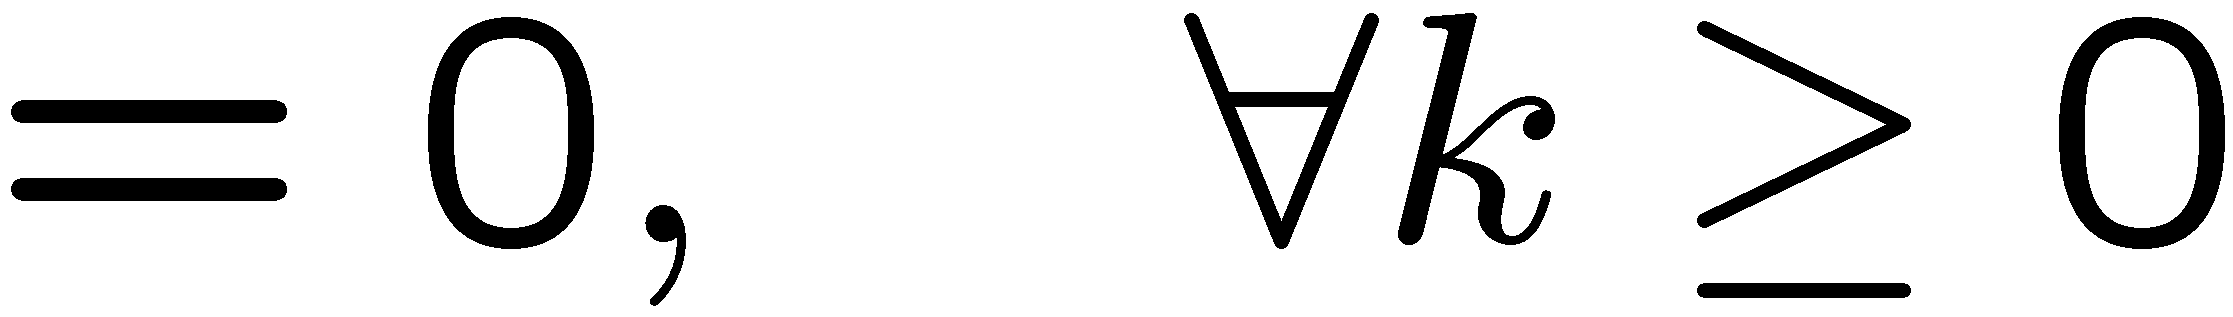 = 0, ∀k ≥ 0